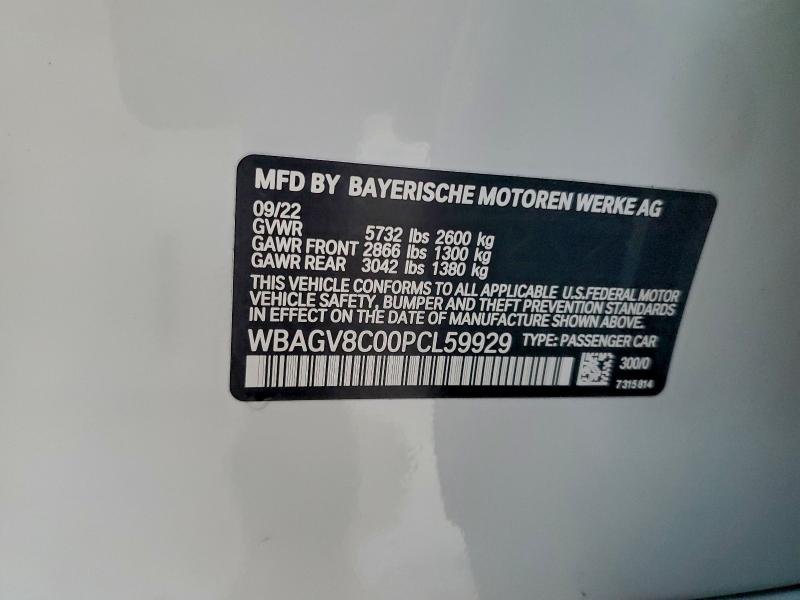 MFD BY BAYERISCHE MOTOREN WERKE AG
09/22
GVWR 5732 lbs 2600 kg
GAWR FRONT 2866 lbs 1300 kg
GAWR REAR 3042 lbs 1380 kg
THIS VEHICLE CONFORMS TO ALL APPLICABLE U.S.FEDERAL MOTOR
VEHICLE SAFETY, BUMPER AND THEFT PREVENTION STANDARDS
IN EFFECT ON THE DATE OF MANUFACTURE SHOWN ABOVE.
WBAGV8C00PCL59929 TYPE: PASSENGER CAR
300/0
7315814